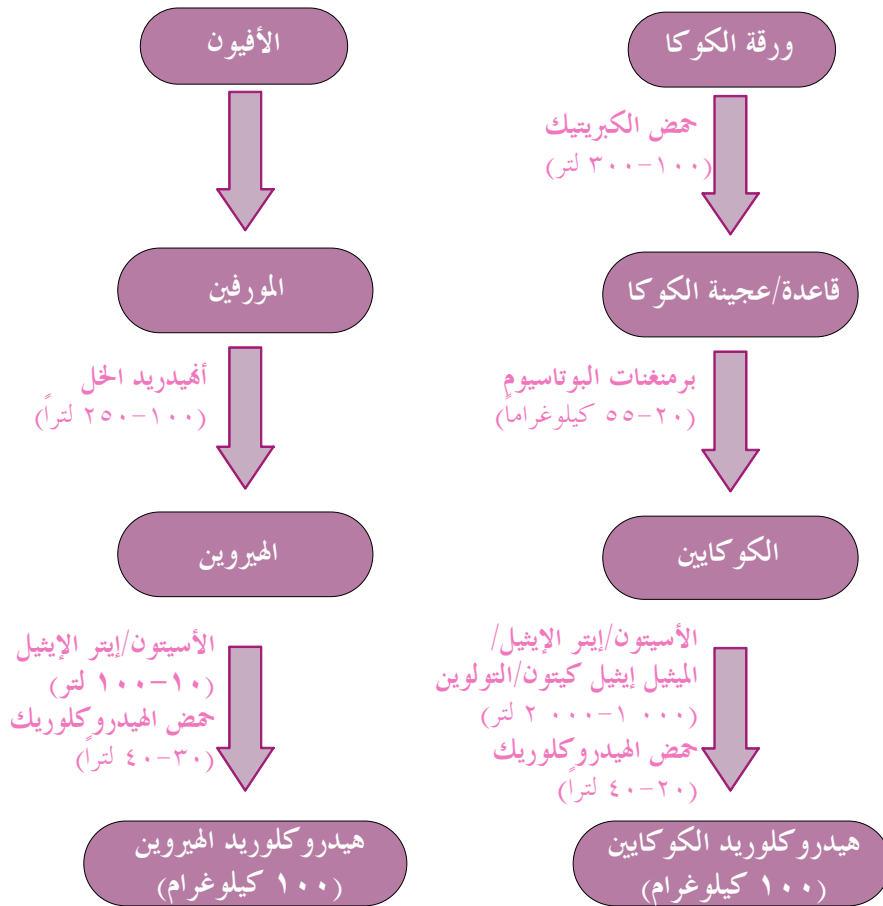 ورقة الكوكا
حمض الكبريتيك
(١٠٠-٣٠٠ لتر)
قاعدة/عجينة الكوكا
برمنغنات البوتاسيوم
(٢٠-٥٥ كيلوغراماً)
الكوكايين
الأسيتون/إيتر الإيثيل/
الميثيل إيثيل كيتون/التولوين
(١ ٠٠٠-٢ ٠٠٠ لتر)
حمض الهيدروكلوريك
(٢٠-٤٠ لتراً)
هيدروكلوريد الكوكايين
(١٠٠ كيلوغرام)
الأفيون
المورفين
أنهيدريد الخل
(١٠٠-٢٥٠ لتراً)
الهيروين
الأسيتون/إيتر الإيثيل
(١٠-١٠٠ لتر)
حمض الهيدروكلوريك
(٣٠-٤٠ لتراً)
هيدروكلوريد الهيروين
(١٠٠ كيلوغرام)